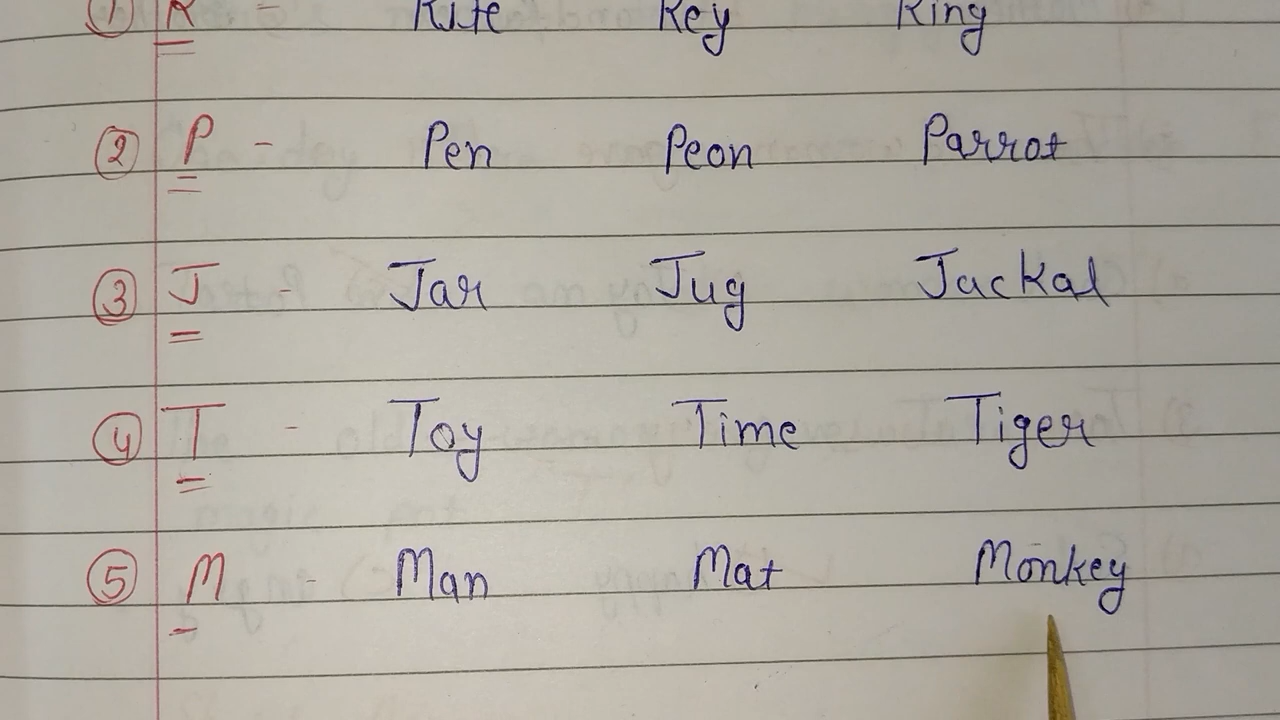 ① K - Kite Key King
② P - Pen Peon Parrot
③ J - Jar Jug Jackal
④ T - Toy Time Tiger
⑤ M - Man Mat Monkey